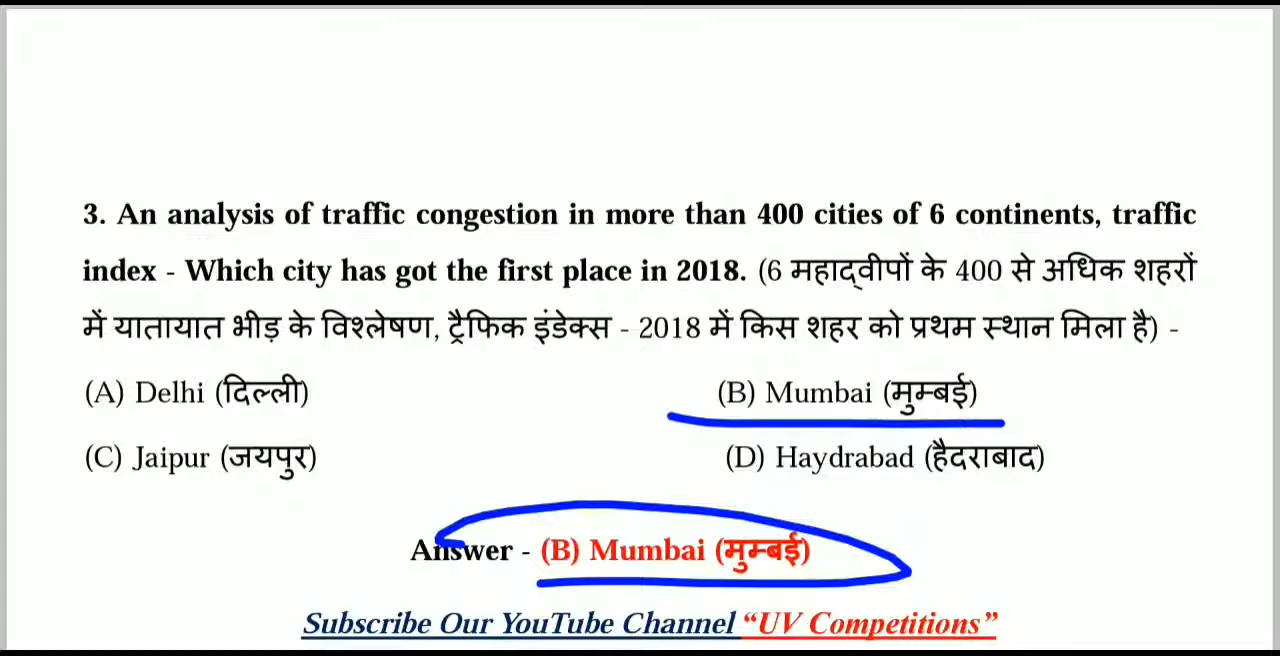 3. An analysis of traffic congestion in more than 400 cities of 6 continents, traffic
index - Which city has got the first place in 2018. (6 महाद्वीपों के 400 से अधिक शहरों
में यातायात भीड़ के विश्लेषण, ट्रैफिक इंडेक्स - 2018 में किस शहर को प्रथम स्थान मिला है) -
(A) Delhi (दिल्ली) (B) Mumbai (मुम्बई)
(C) Jaipur (जयपुर) (D) Haydrabad (हैदराबाद)
Answer - (B) Mumbai (मुम्बई)
Subscribe Our YouTube Channel “UV Competitions”